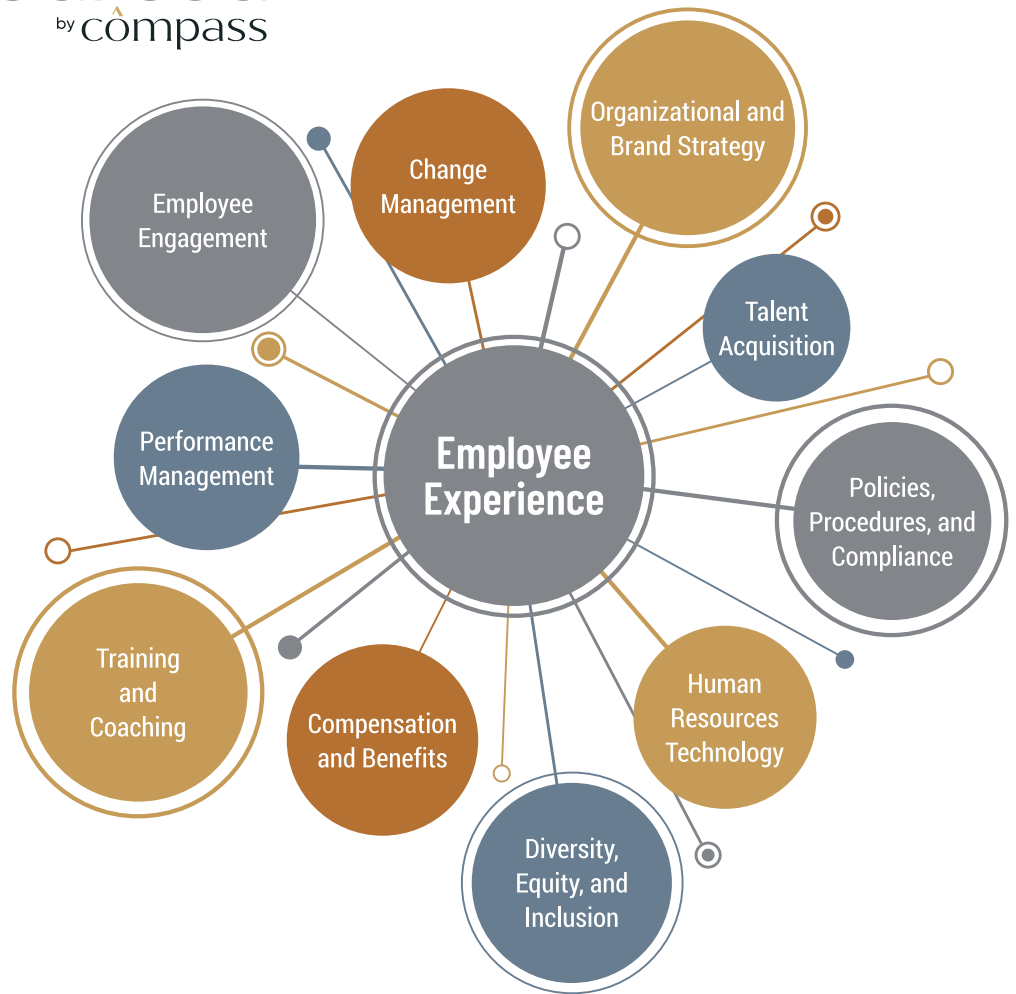 by compass
Organizational and
Brand Strategy
Change
Management
Employee
Engagement
Talent
Acquisition
Performance
Management
Employee
Experience
Policies,
Procedures, and
Compliance
Training
and
Coaching
Compensation
and Benefits
Human
Resources
Technology
Diversity,
Equity, and
Inclusion